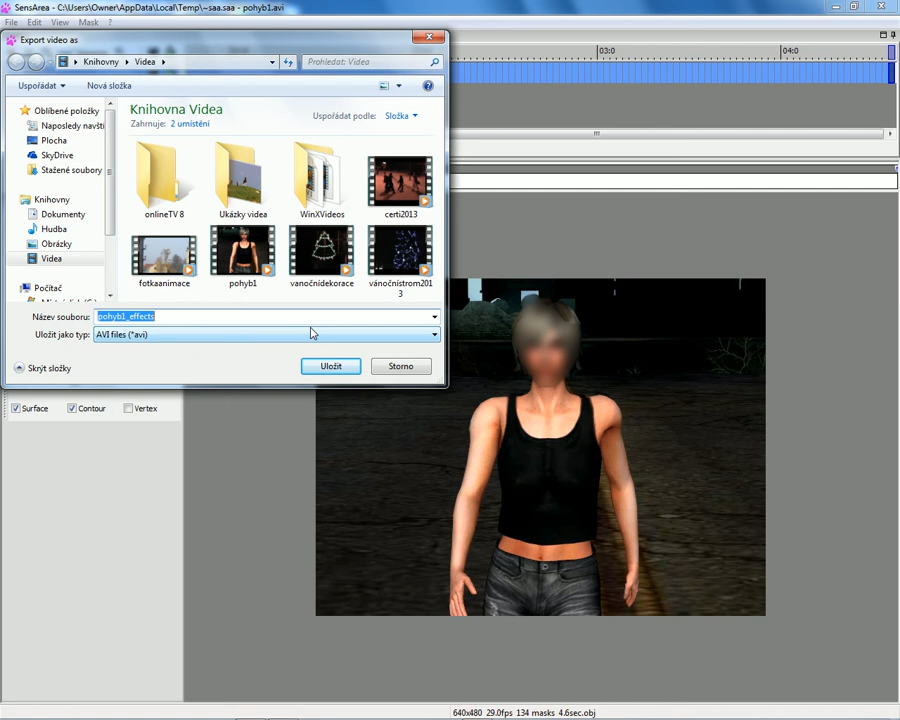 SensArea - C:\Users\Owner\AppData\Local\Temp\~saa.saa - pohyb1.avi
File Edit View Mask ?
Export video as
Knihovny Videa
Prohledat: Videa
Uspořádat Nová složka
03:0 04:0
Oblíbené položky
Naposledy navšti
Plocha
SkyDrive
Stažené soubory
Knihovny
Dokumenty
Hudba
Obrázky
Videa
Počítač
Knihovna Videa
Zahrnuje: 2 umístění
Uspořádat podle: Složka
onlineTV 8
Ukázky videa
WinXVideos
certi2013
fotkaanimace
pohyb1
vanočnídekorace
vánočnístrom201
3
Název souboru: pohyb1_effects
Uložit jako typ: AVI files (*avi)
Skrýt složky
Uložit
Storno
Surface Contour Vertex
640x480 29.0fps 134 masks 4.6sec.obj